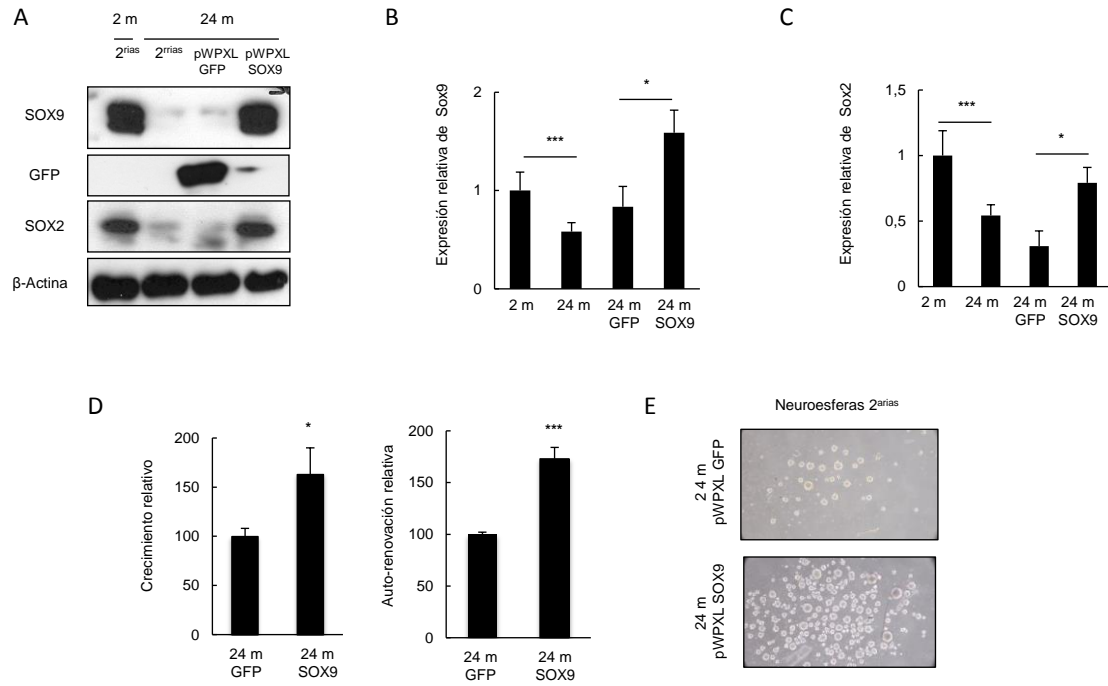 A
2 m
24 m
2rias
2rrias
pWPXL
GFP
pWPXL
SOX9
SOX9
GFP
SOX2
β-Actina
B
Expresión relativa de Sox9
2
1
0
***
*
2 m
24 m
24 m
GFP
24 m
SOX9
C
Expresión relativa de Sox2
1,5
1
0,5
0
***
*
2 m
24 m
24 m
GFP
24 m
SOX9
D
Crecimiento relativo
200
150
100
50
0
*
24 m
GFP
24 m
SOX9
Auto-renovación relativa
200
150
100
50
0
***
24 m
GFP
24 m
SOX9
E
Neuroesferas 2arias
2 4 m
pWPXL GFP
24 m
pWPXL SOX9